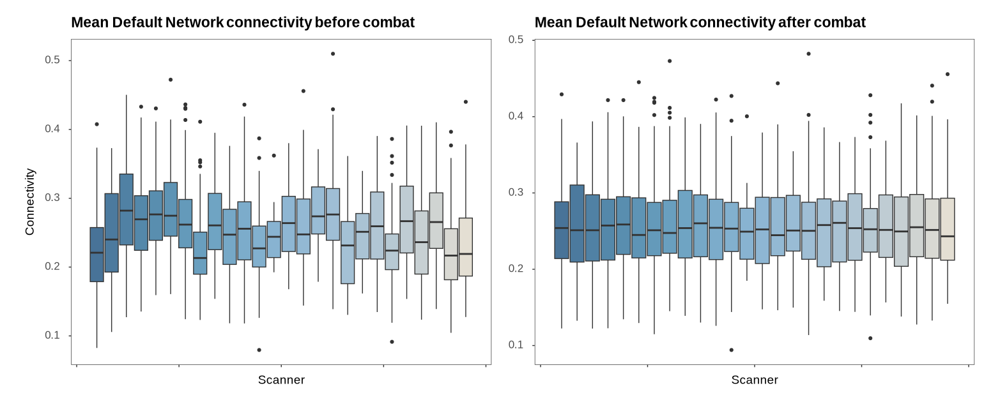 Mean Default Network connectivity before combat
Connectivity
0.5
0.4
0.3
0.2
0.1
Scanner
Mean Default Network connectivity after combat
0.5
0.4
0.3
0.2
0.1
Scanner